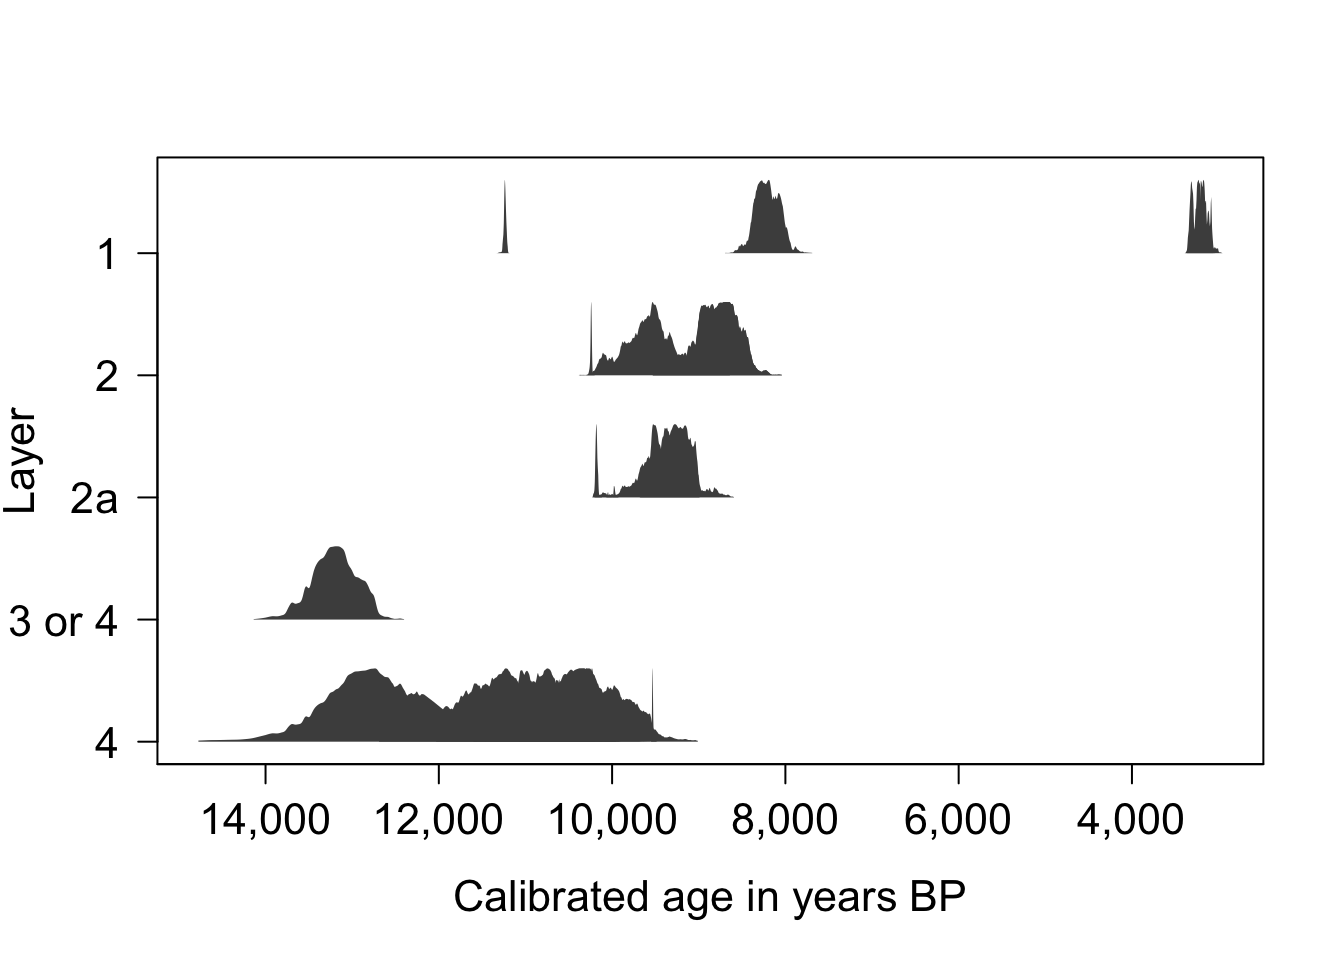 Layer
1
2
2a
3 or 4
4
14,000 12,000 10,000 8,000 6,000 4,000
Calibrated age in years BP